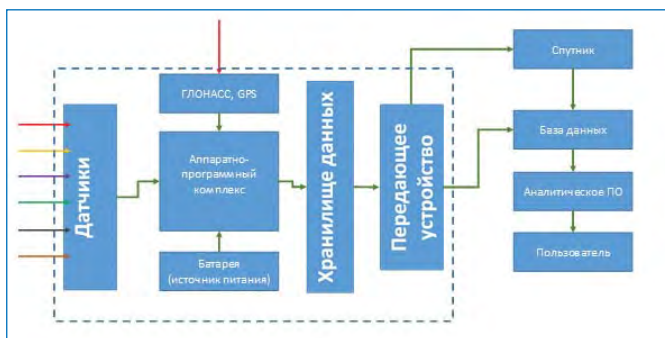 Датчики
ГЛОНАСС, GPS
Аппаратно-
программный
комплекс
Батарея
(источник питания)
Хранилище данных
Передающее
устройство
Спутник
База данных
Аналитическое ПО
Пользователь